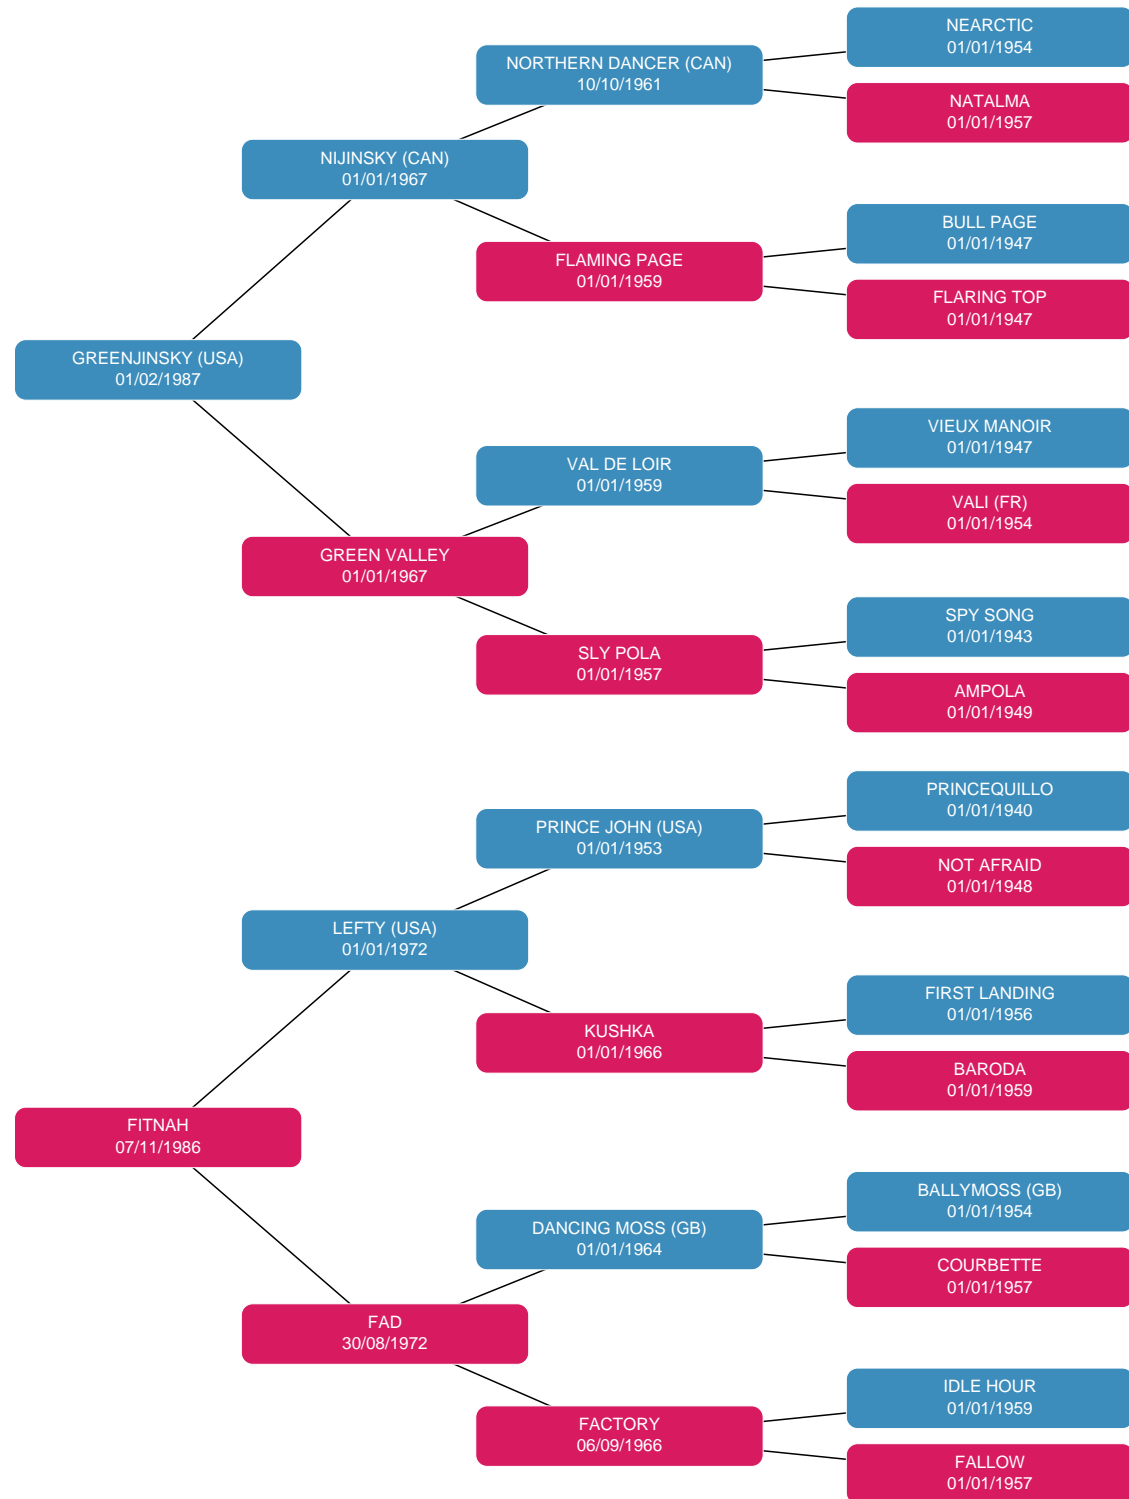 NEARCTIC
01/01/1954
NORTHERN DANCER (CAN)
10/10/1961
NATALMA
01/01/1957
NIJINSKY (CAN)
01/01/1967
BULL PAGE
01/01/1947
FLAMING PAGE
01/01/1959
FLARING TOP
01/01/1947
GREENJINSKY (USA)
01/02/1987
VIEUX MANOIR
01/01/1947
VAL DE LOIR
01/01/1959
VALI (FR)
01/01/1954
GREEN VALLEY
01/01/1967
SPY SONG
01/01/1943
SLY POLA
01/01/1957
AMPOLA
01/01/1949
PRINCEQUILLO
01/01/1940
PRINCE JOHN (USA)
01/01/1953
NOT AFRAID
01/01/1948
LEFTY (USA)
01/01/1972
FIRST LANDING
01/01/1956
KUSHKA
01/01/1966
BARODA
01/01/1959
FITNAH
07/11/1986
BALLYMOSS (GB)
01/01/1954
DANCING MOSS (GB)
01/01/1964
COURBETTE
01/01/1957
FAD
30/08/1972
IDLE HOUR
01/01/1959
FACTORY
06/09/1966
FALLOW
01/01/1957